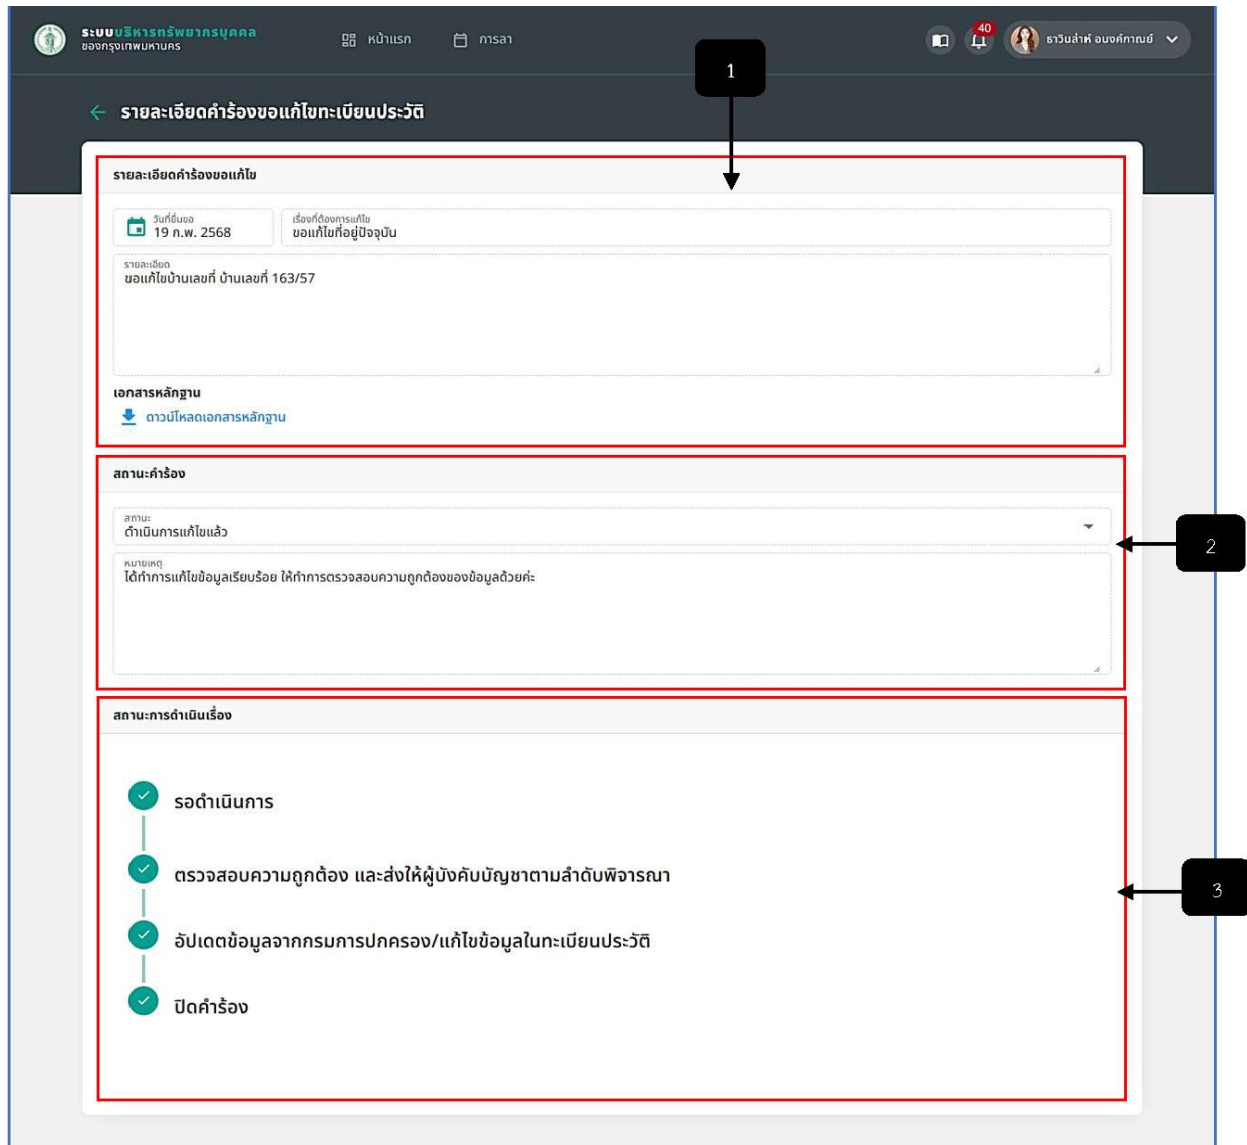 ระบบบริหารทรัพยากรบุคคล
ของกรุงเทพมหานคร
หน้าแรก
การลา
40
ธาวินล่าห์ อนงค์กาณย์
1
รายละเอียดคำร้องขอแก้ไขทะเบียนประวัติ
รายละเอียดคำร้องขอแก้ไข
วันที่ยื่นขอ
19 ก.พ. 2568
เรื่องที่ต้องการแก้ไข
ขอแก้ไขที่อยู่ปัจจุบัน
รายละเอียด
ขอแก้ไขบ้านเลขที่ บ้านเลขที่ 163/57
เอกสารหลักฐาน
ดาวน์โหลดเอกสารหลักฐาน
สถานะคำร้อง
สถานะ
ดำเนินการแก้ไขแล้ว
2
หมายเหตุ
ได้ทำการแก้ไขข้อมูลเรียบร้อย ให้ทำการตรวจสอบความถูกต้องของข้อมูลด้วยค่ะ
สถานะการดำเนินเรื่อง
รอดำเนินการ
ตรวจสอบความถูกต้อง และส่งให้ผู้บังคับบัญชาตามลำดับพิจารณา
3
อัปเดตข้อมูลจากกรมการปกครอง/แก้ไขข้อมูลในทะเบียนประวัติ
ปิดคำร้อง